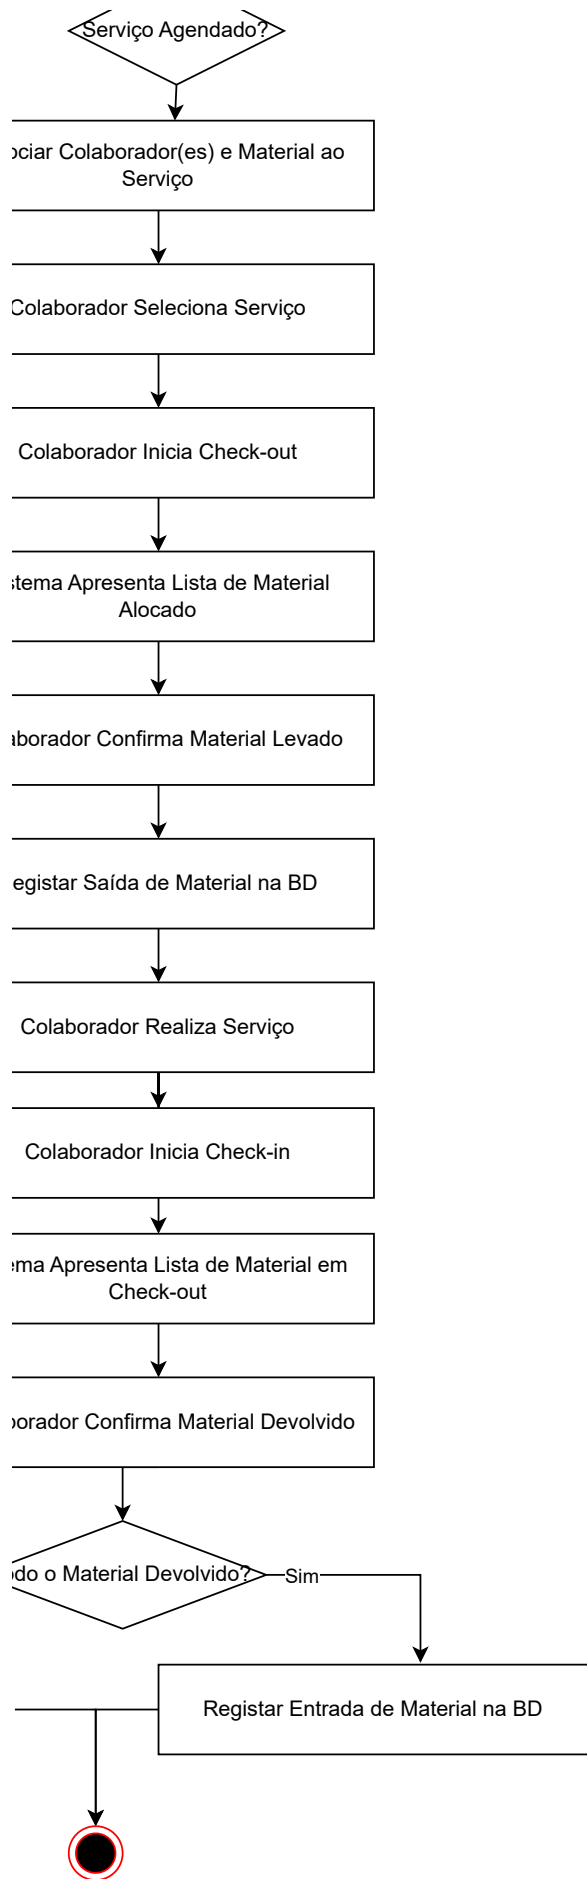 Serviço Agendado?
ociar Colaborador(es) e Material ao
Serviço
Colaborador Seleciona Serviço
Colaborador Inicia Check-out
stema Apresenta Lista de Material
Alocado
aborador Confirma Material Levado
egistar Saída de Material na BD
Colaborador Realiza Serviço
Colaborador Inicia Check-in
ema Apresenta Lista de Material em
Check-out
borador Confirma Material Devolvido
odo o Material Devolvido?
Sim
Registar Entrada de Material na BD